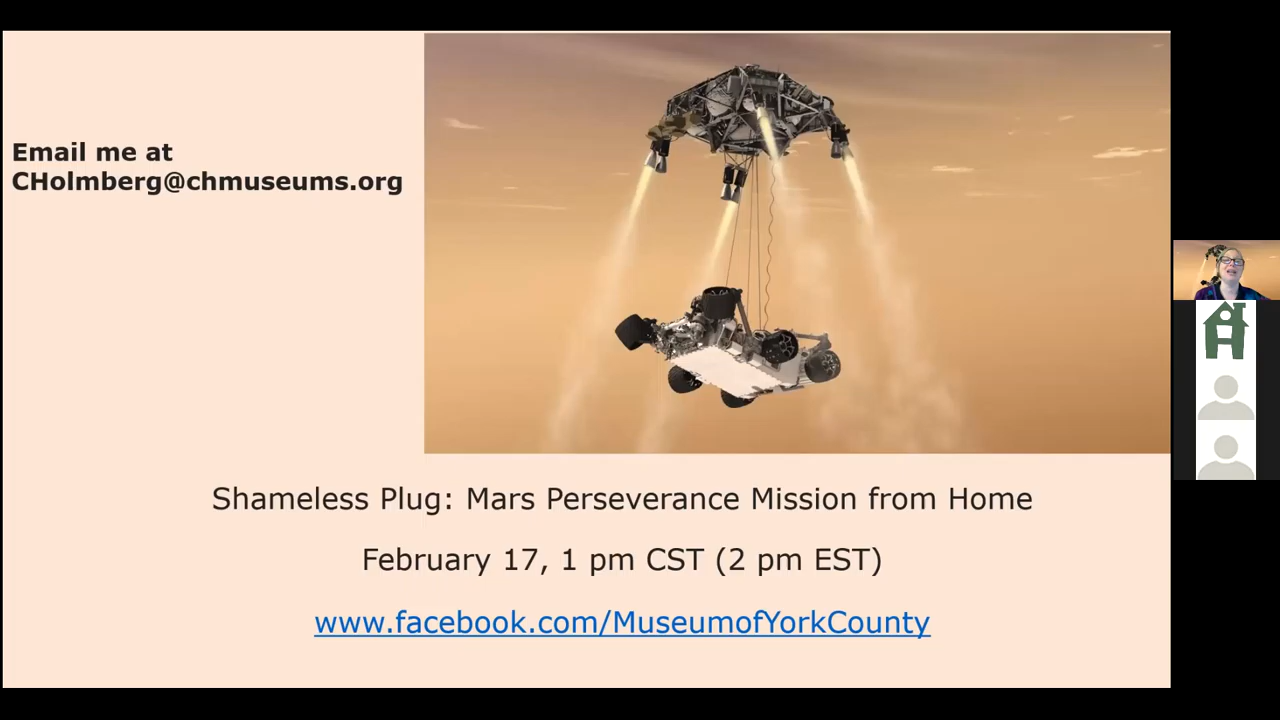 Email me at
CHolmberg@chmuseums.org
Shameless Plug: Mars Perseverance Mission from Home
February 17, 1 pm CST (2 pm EST)
www.facebook.com/MuseumofYorkCounty